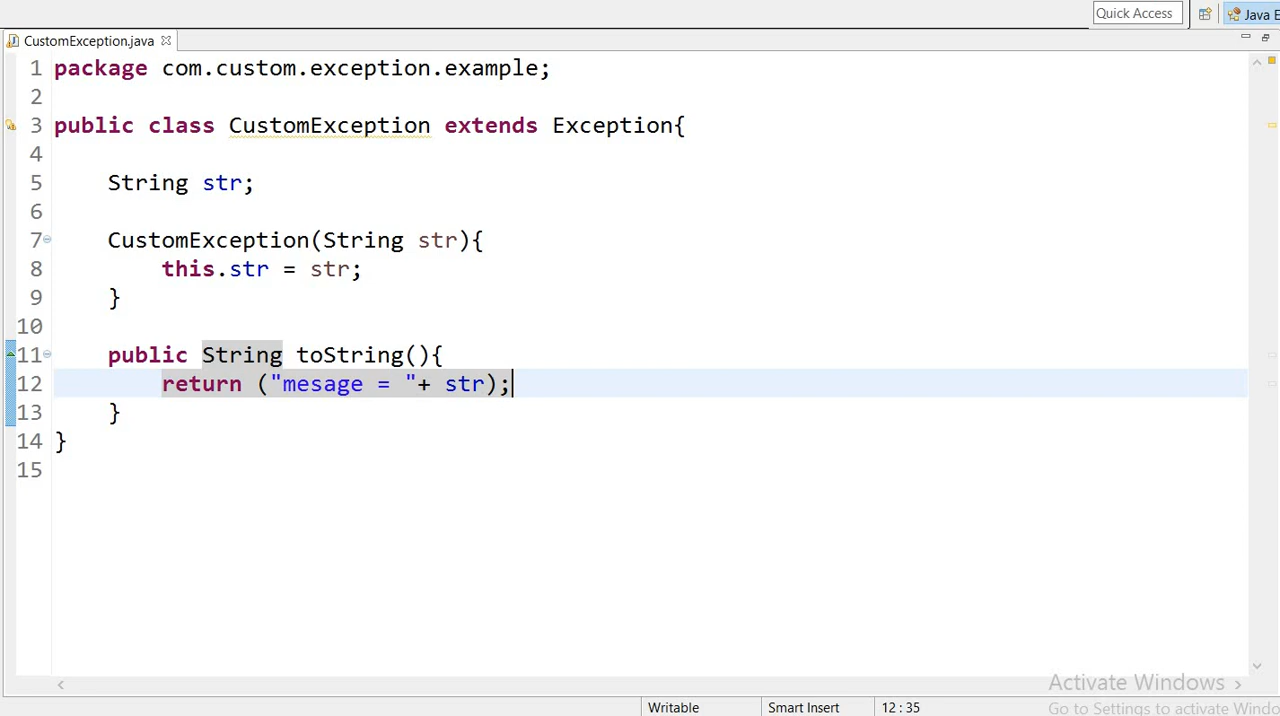 Quick Access
Java E
CustomException.java
1 package com.custom.exception.example;
2
3 public class CustomException extends Exception{
4
5 String str;
6
7 CustomException(String str){
8 this.str = str;
9 }
10
11 public String toString(){
12 return ("mesage = "+ str);
13 }
14 }
15
Activate Windows
Go to Settings to activate Windo
Writable Smart Insert 12 : 35